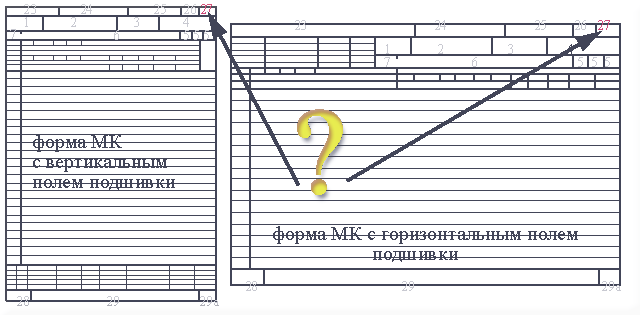 23 24 25 26 27
1 2 3 4
7 6 5 5 5
форма МК
с вертикальным
полем подшивки
28 29 29а
23 24 25 26 27
1 2 3 4
7 6 5 5 5
?
форма МК с горизонтальным полем
подшивки
28 29 29а